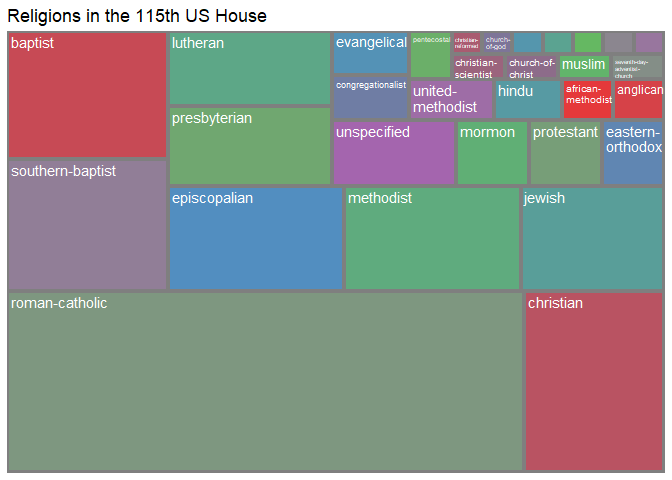 Religions in the 115th US House
baptist
lutheran
evangelical
pentecostal
christian-
reformed
church-
of-god
christian-
scientist
church-of-
christ
muslim
seventh-day-
adventist-
church
congregationalist
united-
methodist
hindu
african-
methodist
anglican
presbyterian
unspecified
mormon
protestant
eastern-
orthodox
southern-baptist
episcopalian
methodist
jewish
roman-catholic
christian